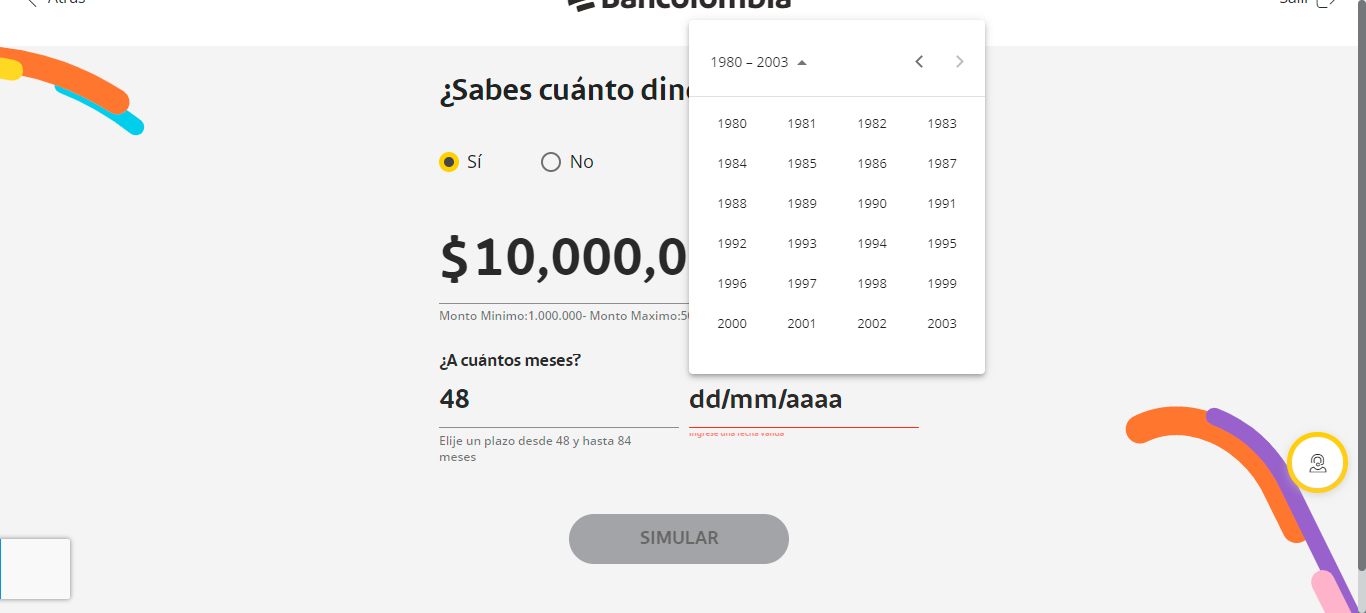 Atrás
Bancolombia
Salir
¿Sabes cuánto
Sí
No
$10,000,0
Monto Minimo:1.000.000- Monto Maximo:
¿A cuántos meses?
48
Elije un plazo desde 48 y hasta 84
meses
1980 – 2003
1980 1981 1982 1983
1984 1985 1986 1987
1988 1989 1990 1991
1992 1993 1994 1995
1996 1997 1998 1999
2000 2001 2002 2003
dd/mm/aaaa
Ingrese una fecha valida
SIMULAR